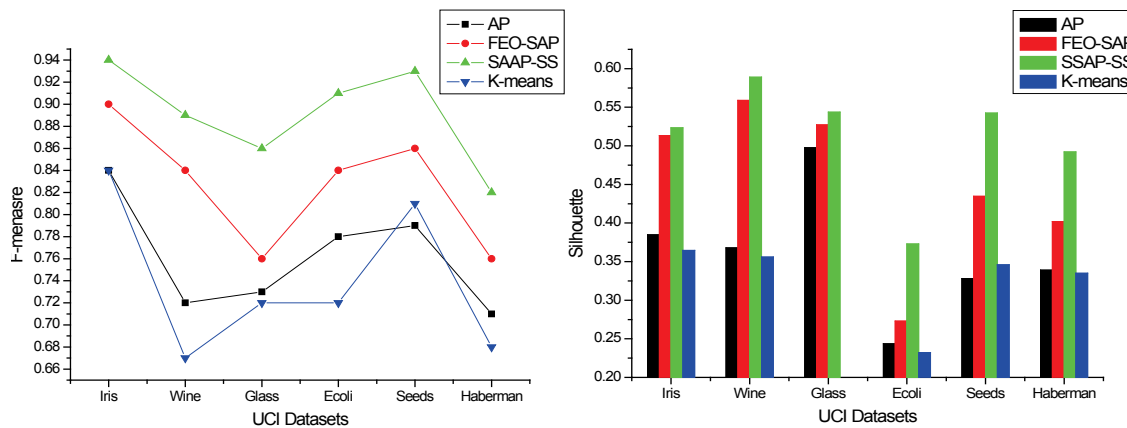 AP
FEO-SAP
SAAP-SS
K-means
0.94
0.92
0.90
0.88
0.86
0.84
0.82
0.80
0.78
0.76
0.74
0.72
0.70
0.68
0.66
F-menasre
Iris Wine Glass Ecoli Seeds Haberman
UCI Datasets
AP
FEO-SAP
SSAP-SS
K-means
0.60
0.55
0.50
0.45
0.40
0.35
0.30
0.25
0.20
Silhouette
Iris Wine Glass Ecoli Seeds Haberman
UCI Datasets